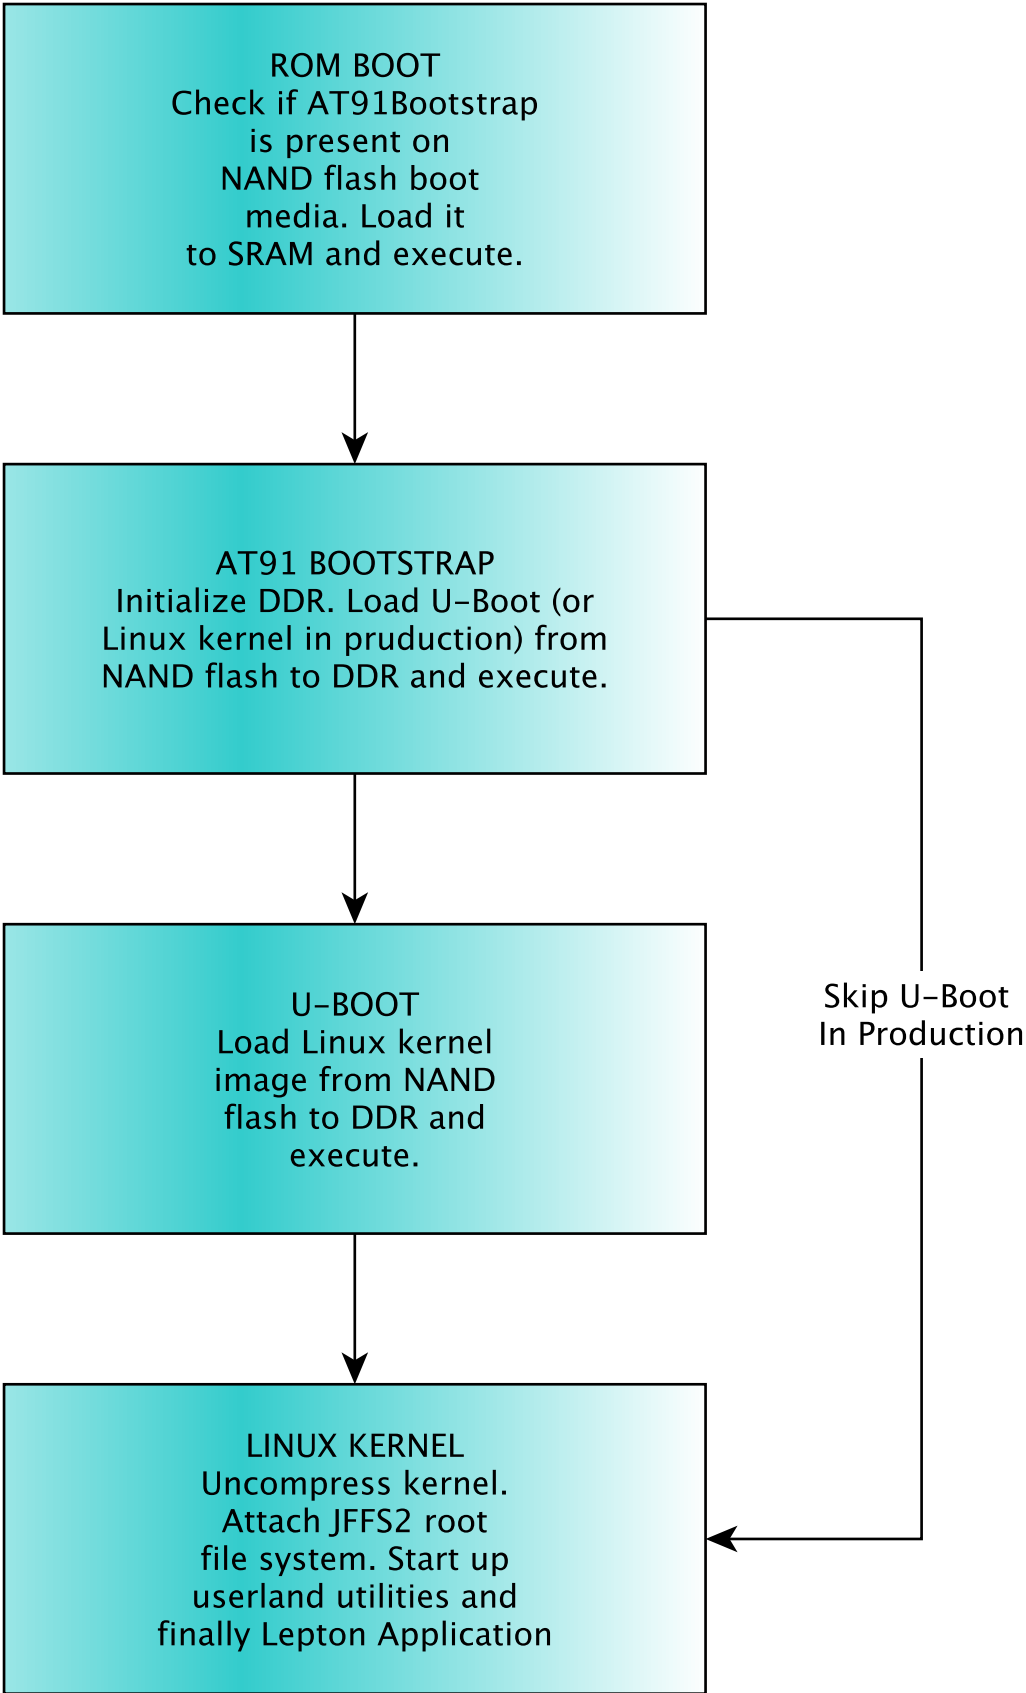 ROM BOOT
Check if AT91Bootstrap
is present on
NAND flash boot
media. Load it
to SRAM and execute.
AT91 BOOTSTRAP
Initialize DDR. Load U-Boot (or
Linux kernel in pruduction) from
NAND flash to DDR and execute.
U-BOOT
Load Linux kernel
image from NAND
flash to DDR and
execute.
Skip U-Boot
In Production
LINUX KERNEL
Uncompress kernel.
Attach JFFS2 root
file system. Start up
userland utilities and
finally Lepton Application